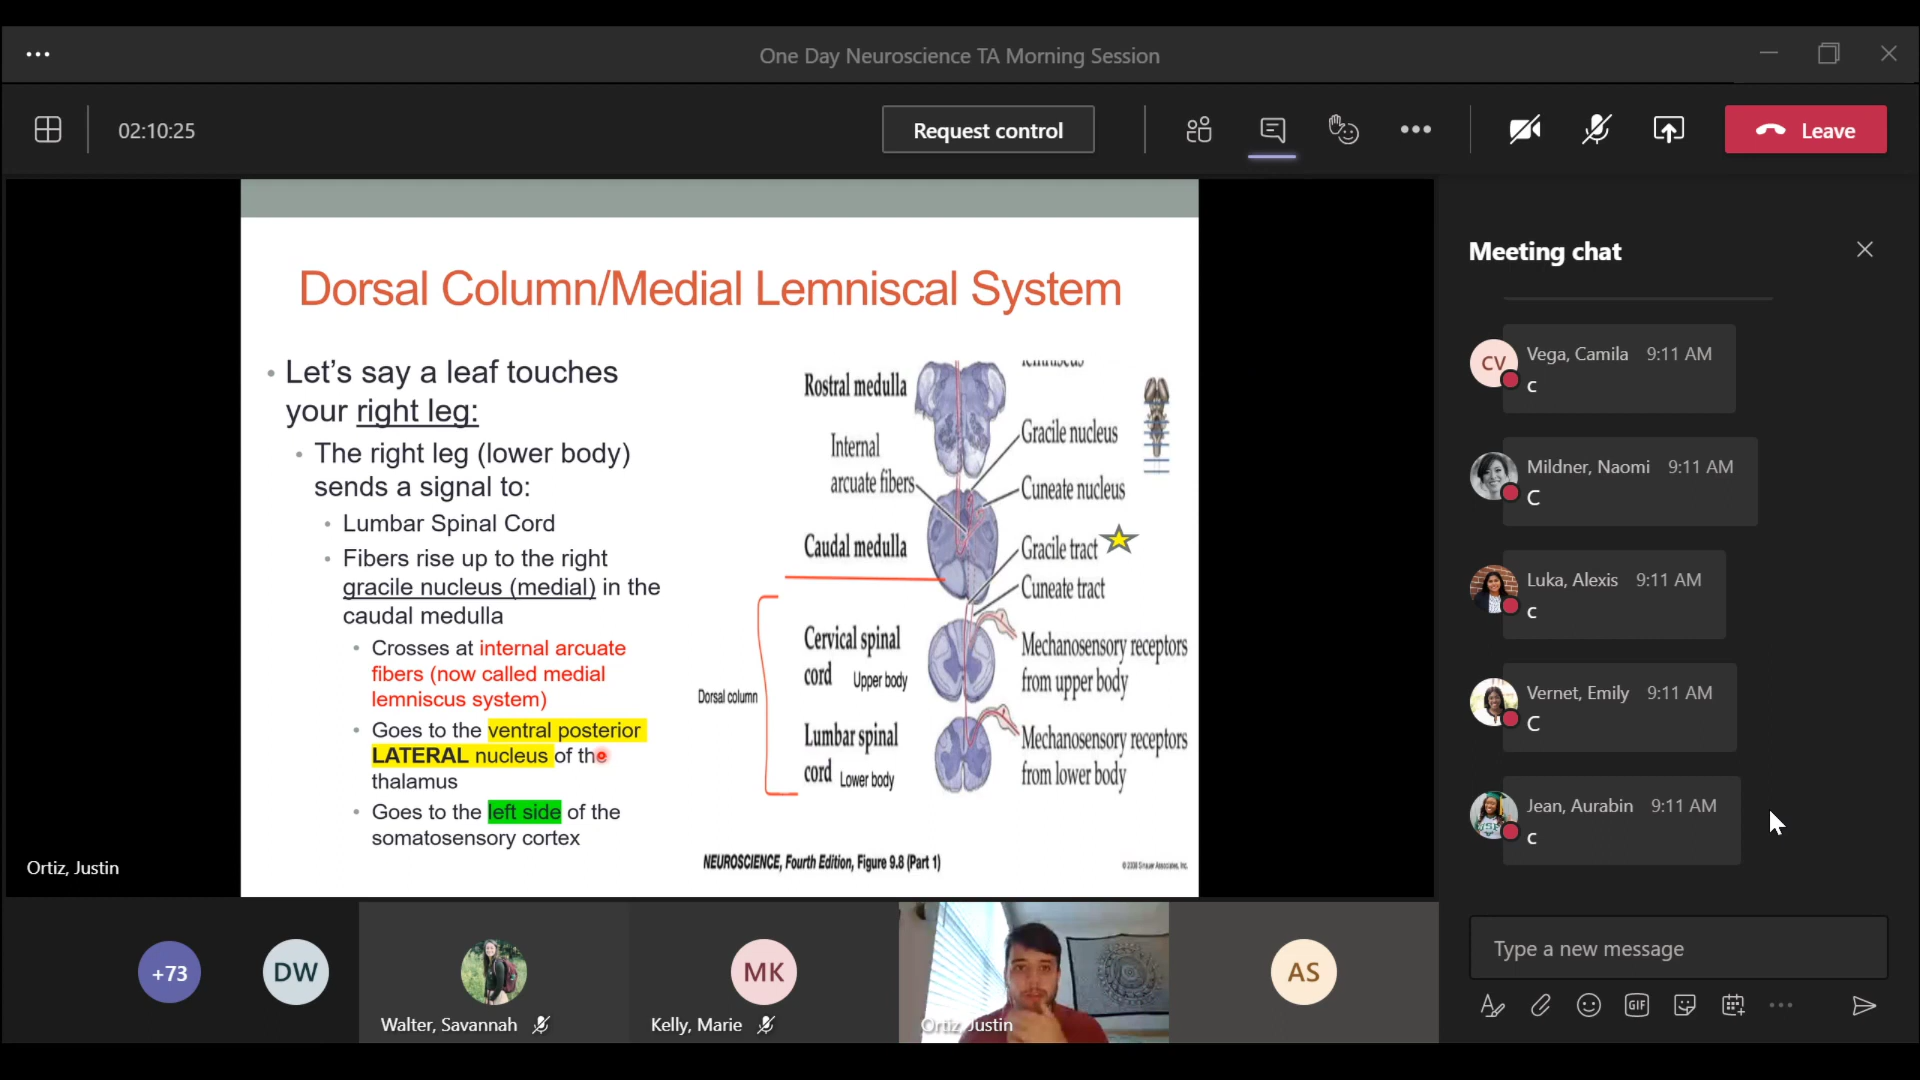 One Day Neuroscience TA Morning Session
02:10:25
Request control
Leave
Dorsal Column/Medial Lemniscal System
• Let's say a leaf touches
your right leg:
• The right leg (lower body)
sends a signal to:
• Lumbar Spinal Cord
• Fibers rise up to the right
gracile nucleus (medial) in the
caudal medulla
• Crosses at internal arcuate
fibers (now called medial
lemniscus system)
• Goes to the ventral posterior
LATERAL nucleus of the
thalamus
• Goes to the left side of the
somatosensory cortex
lemniscus
Rostral medulla
Gracile nucleus
Internal
arcuate fibers
Cuneate nucleus
Caudal medulla
Gracile tract
Cuneate tract
Cervical spinal
cord Upper body
Mechanosensory receptors
from upper body
Dorsal column
Lumbar spinal
cord Lower body
Mechanosensory receptors
from lower body
NEUROSCIENCE, Fourth Edition, Figure 9.8 (Part 1)
© 2008 Sinauer Associates, Inc.
Ortiz, Justin
+73
DW
Walter, Savannah
MK
Kelly, Marie
Ortiz, Justin
AS
Meeting chat
CV
Vega, Camila 9:11 AM
c
Mildner, Naomi 9:11 AM
C
Luka, Alexis 9:11 AM
c
Vernet, Emily 9:11 AM
C
Jean, Aurabin 9:11 AM
c
Type a new message
GIF